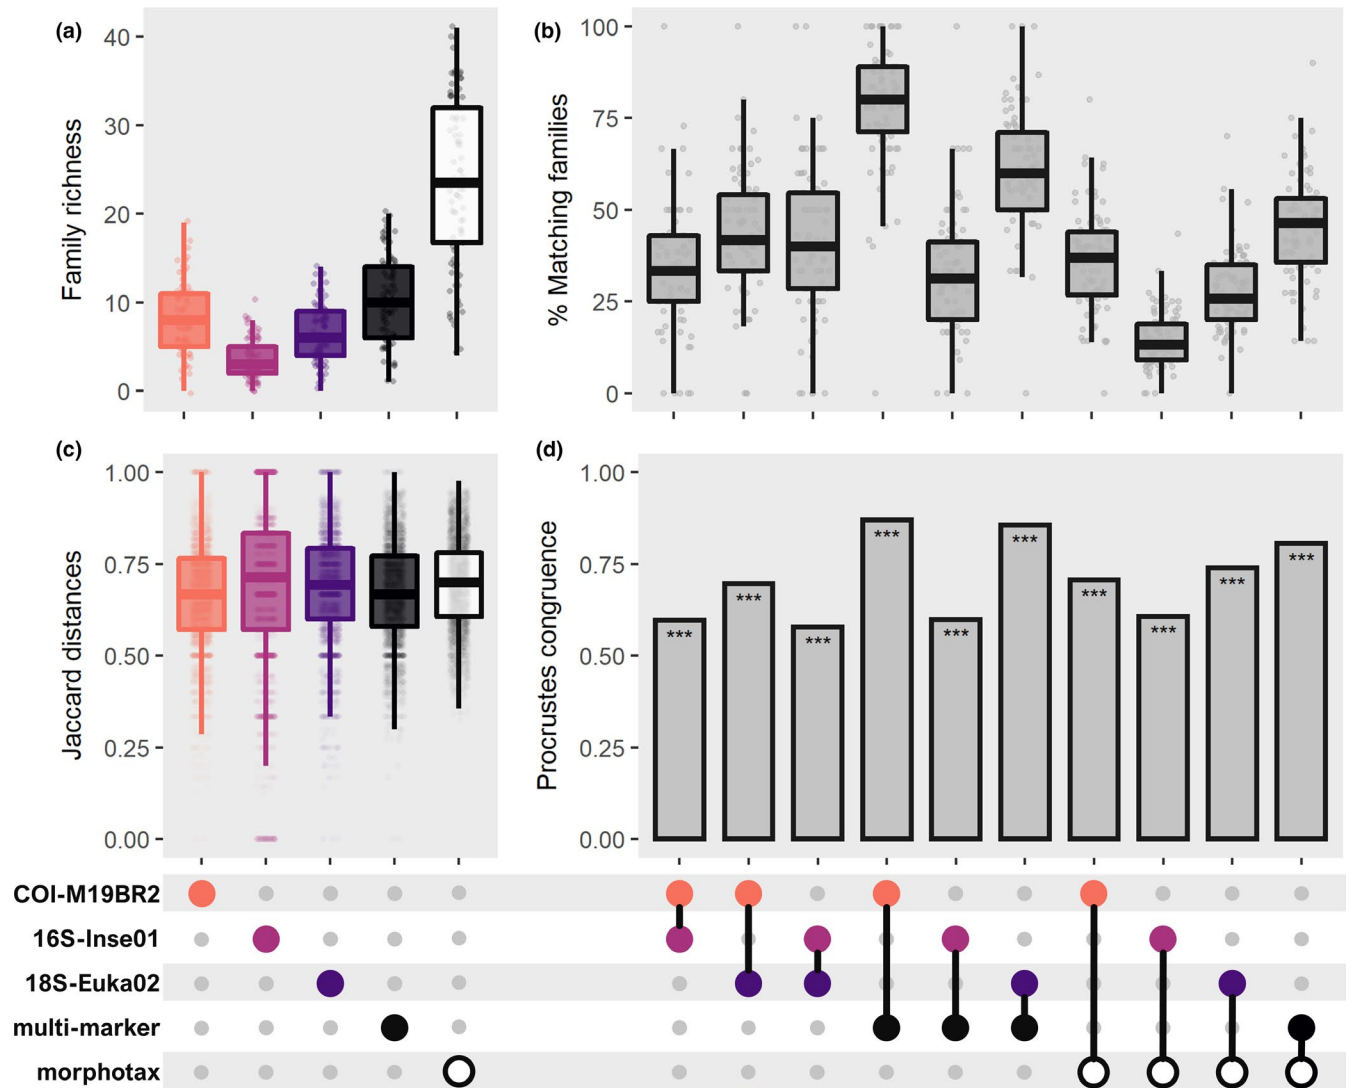 (a)
Family richness
40
30
20
10
0
(b)
% Matching families
100
75
50
25
0
(c)
Jaccard distances
1.00
0.75
0.50
0.25
0.00
(d)
Procrustes congruence
1.00
0.75
0.50
0.25
0.00
***
***
***
***
***
***
***
***
***
***
COI-M19BR2
16S-Inse01
18S-Euka02
multi-marker
morphotax